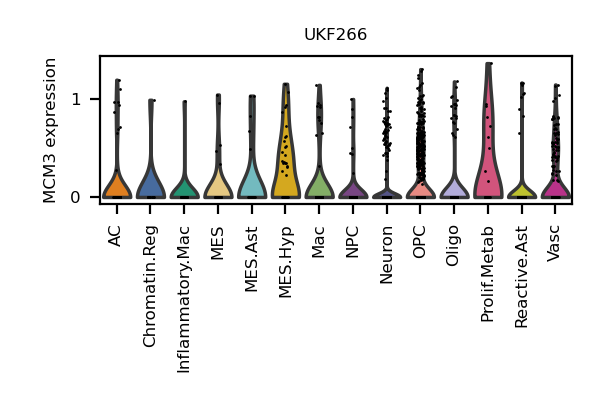 UKF266
MCM3 expression
1
0
AC
Chromatin.Reg
Inflammatory.Mac
MES
MES.Ast
MES.Hyp
Mac
NPC
Neuron
OPC
Oligo
Prolif.Metab
Reactive.Ast
Vasc